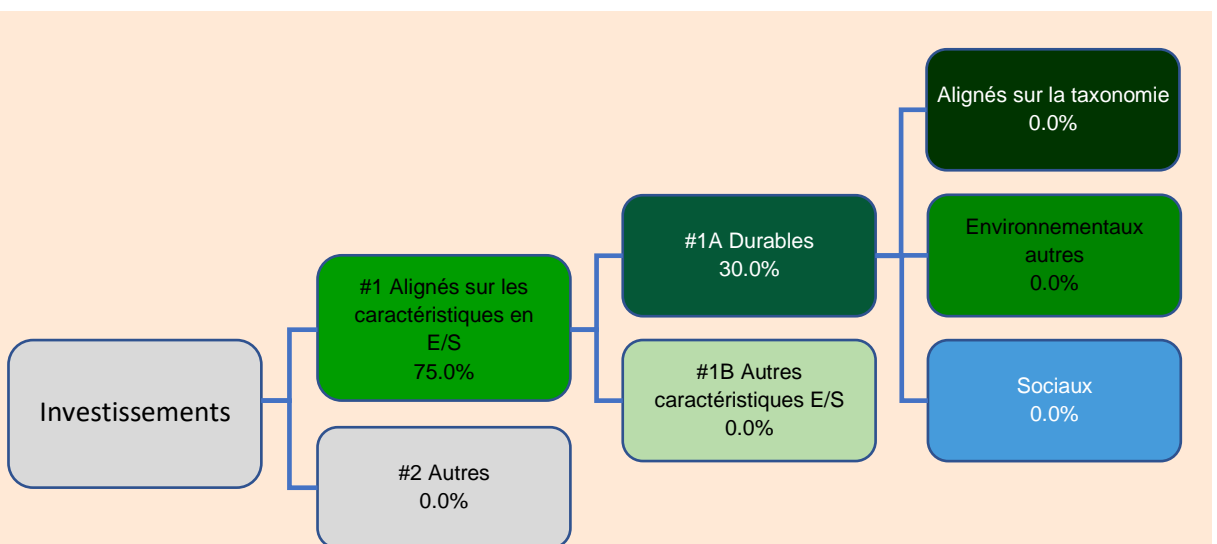 Investissements
#1 Alignés sur les
caractéristiques en
E/S
75.0%
#2 Autres
0.0%
#1A Durables
30.0%
#1B Autres
caractéristiques E/S
0.0%
Alignés sur la taxonomie
0.0%
Environnementaux
autres
0.0%
Sociaux
0.0%